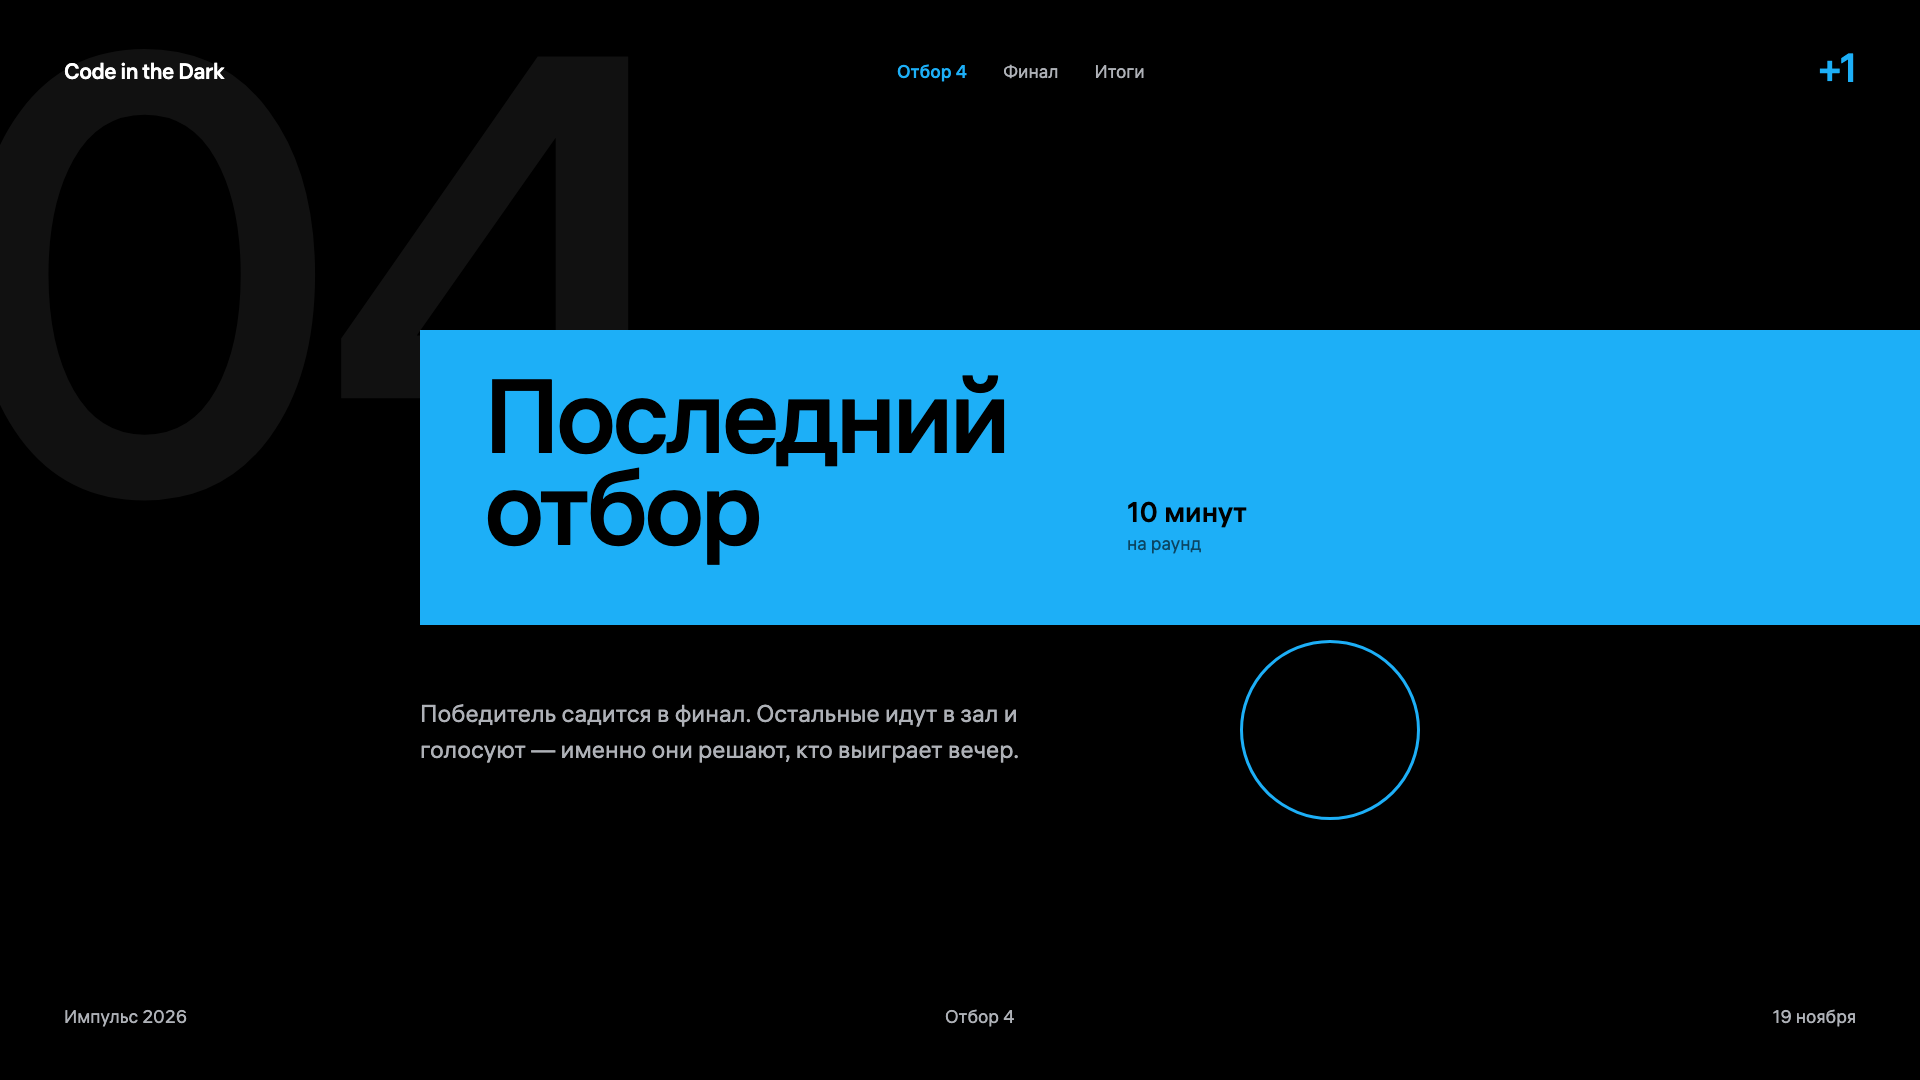 Code in the Dark
Отбор 4
Финал
Итоги
+1
04
Последний
отбор
10 минут
на раунд
Победитель садится в финал. Остальные идут в зал и
голосуют — именно они решают, кто выиграет вечер.
Импульс 2026
Отбор 4
19 ноября